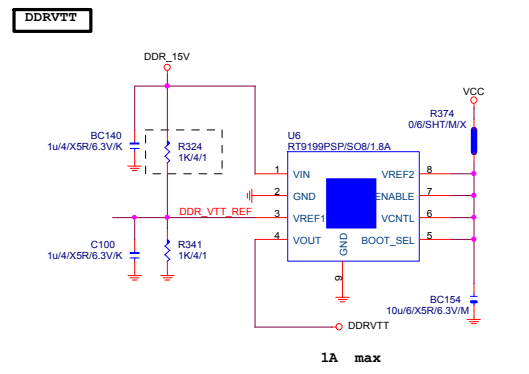 DDRVTT
DDR_15V
VCC
R374
0/6/SHT/M/X
BC140
1u/4/X5R/6.3V/K
R324
1K/4/1
U6
RT9199PSP/SO8/1.8A
1 VIN VREF2 8
2 GND ENABLE 7
DDR_VTT_REF 3 VREF1 VCNTL 6
4 VOUT BOOT_SEL 5
GND
9
C100
1u/4/X5R/6.3V/K
R341
1K/4/1
BC154
10u/6/X5R/6.3V/M
DDRVTT
1A max